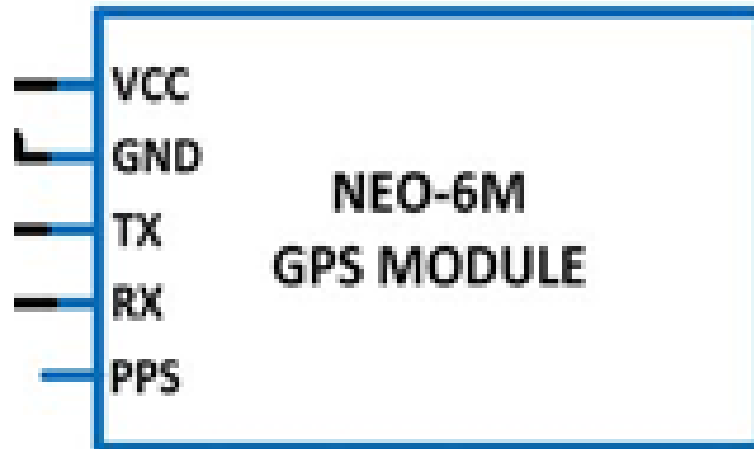 VCC
GND
TX
RX
PPS
NEO-6M
GPS MODULE